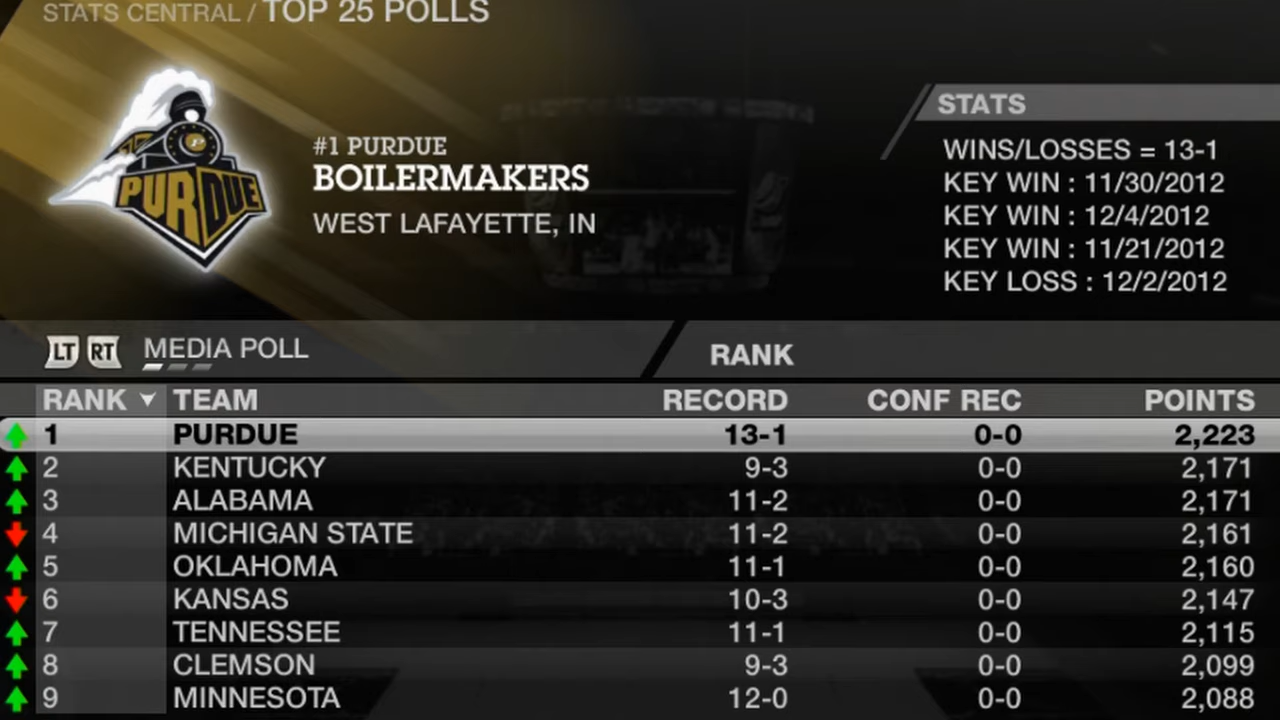 STATS CENTRAL / TOP 25 POLLS
PURDUE
#1 PURDUE
BOILERMAKERS
WEST LAFAYETTE, IN
STATS
WINS/LOSSES = 13-1
KEY WIN : 11/30/2012
KEY WIN : 12/4/2012
KEY WIN : 11/21/2012
KEY LOSS : 12/2/2012
LT RT MEDIA POLL
RANK
RANK TEAM RECORD CONF REC POINTS
1 PURDUE 13-1 0-0 2,223
2 KENTUCKY 9-3 0-0 2,171
3 ALABAMA 11-2 0-0 2,171
4 MICHIGAN STATE 11-2 0-0 2,161
5 OKLAHOMA 11-1 0-0 2,160
6 KANSAS 10-3 0-0 2,147
7 TENNESSEE 11-1 0-0 2,115
8 CLEMSON 9-3 0-0 2,099
9 MINNESOTA 12-0 0-0 2,088